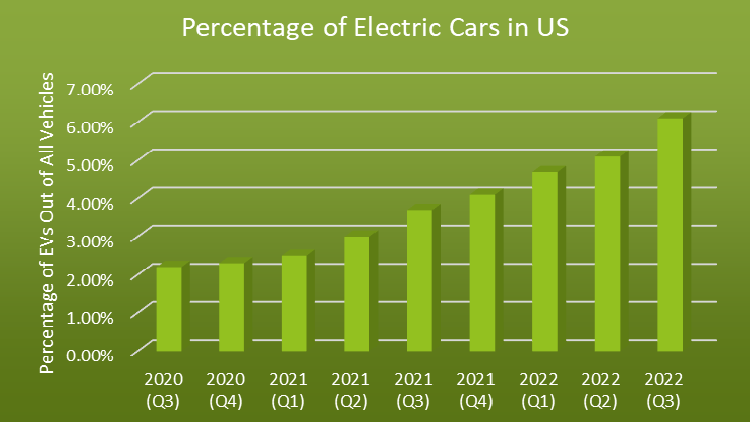 Percentage of Electric Cars in US
Percentage of EVs Out of All Vehicles
7.00%
6.00%
5.00%
4.00%
3.00%
2.00%
1.00%
0.00%
2020 2020 2021 2021 2021 2021 2022 2022 2022
(Q3) (Q4) (Q1) (Q2) (Q3) (Q4) (Q1) (Q2) (Q3)